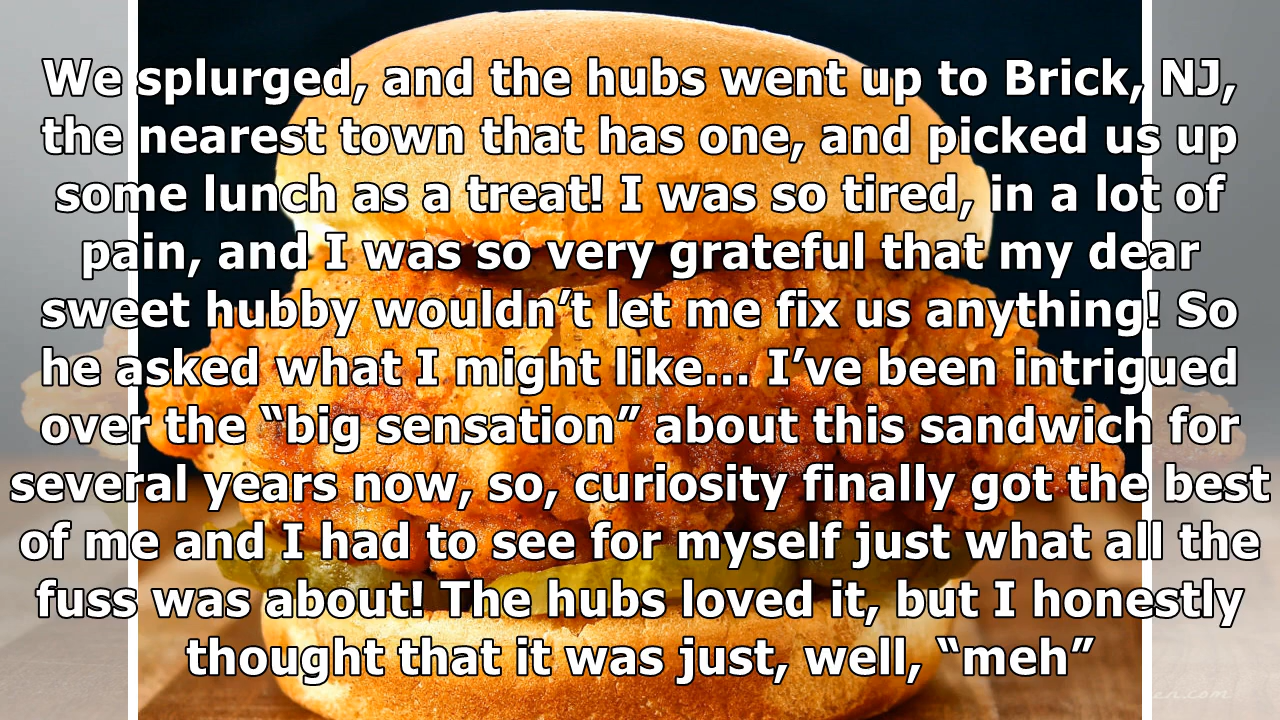 We splurged, and the hubs went up to Brick, NJ,
the nearest town that has one, and picked us up
some lunch as a treat! I was so tired, in a lot of
pain, and I was so very grateful that my dear
sweet hubby wouldn’t let me fix us anything! So
he asked what I might like... I’ve been intrigued
over the “big sensation” about this sandwich for
several years now, so, curiosity finally got the best
of me and I had to see for myself just what all the
fuss was about! The hubs loved it, but I honestly
thought that it was just, well, “meh”